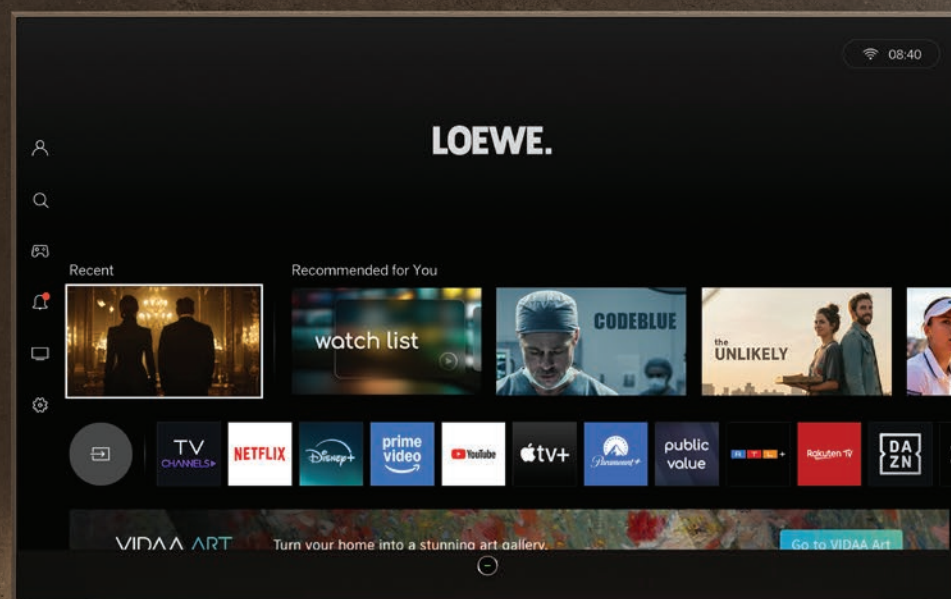 08:40
LOEWE.
Recent
Recommended for You
watch list
CODEBLUE
the
UNLIKELY
TV
CHANNELS
NETFLIX
Disney+
prime
video
YouTube
tv+
Paramount+
public
value
RTL+
Rakuten TV
DA
ZN
VIDAA ART
Turn your home into a stunning art gallery.
Go to VIDAA Art